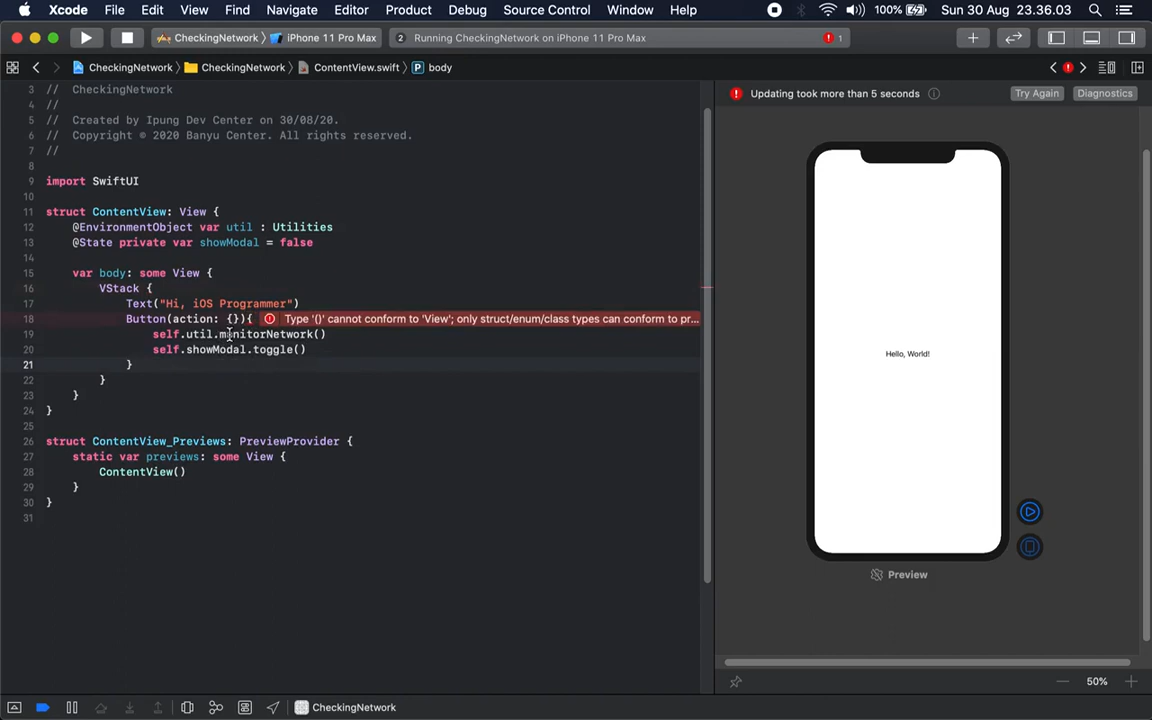 Xcode File Edit View Find Navigate Editor Product Debug Source Control Window Help 100% Sun 30 Aug 23.36.03
CheckingNetwork iPhone 11 Pro Max 2 Running CheckingNetwork on iPhone 11 Pro Max 1
CheckingNetwork CheckingNetwork ContentView.swift P body
3 // CheckingNetwork
4 //
5 // Created by Ipung Dev Center on 30/08/20.
6 // Copyright © 2020 Banyu Center. All rights reserved.
7 //
8
9 import SwiftUI
10
11 struct ContentView: View {
12 @EnvironmentObject var util : Utilities
13 @State private var showModal = false
14
15 var body: some View {
16 VStack {
17 Text("Hi, iOS Programmer")
18 Button(action: {}){ Type '()' cannot conform to 'View'; only struct/enum/class types can conform to pr...
19 self.util.monitorNetwork()
20 self.showModal.toggle()
21 }
22 }
23 }
24 }
25
26 struct ContentView_Previews: PreviewProvider {
27 static var previews: some View {
28 ContentView()
29 }
30 }
31
Updating took more than 5 seconds Try Again Diagnostics
Hello, World!
Preview
50%
CheckingNetwork